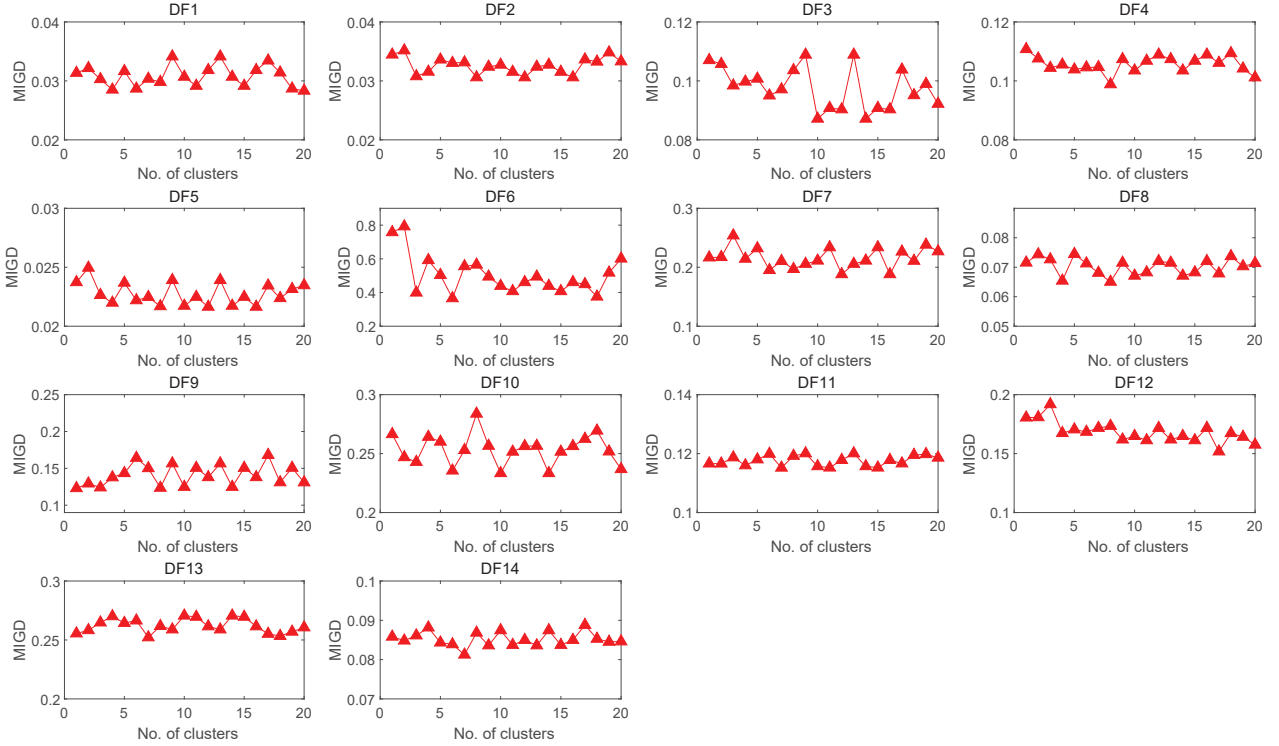 DF1
MIGD
0.04
0.03
0.02
0 5 10 15 20
No. of clusters
DF2
MIGD
0.04
0.03
0.02
0 5 10 15 20
No. of clusters
DF3
MIGD
0.12
0.1
0.08
0 5 10 15 20
No. of clusters
DF4
MIGD
0.12
0.1
0.08
0 5 10 15 20
No. of clusters
DF5
MIGD
0.03
0.025
0.02
0 5 10 15 20
No. of clusters
DF6
MIGD
0.8
0.6
0.4
0.2
0 5 10 15 20
No. of clusters
DF7
MIGD
0.3
0.2
0.1
0 5 10 15 20
No. of clusters
DF8
MIGD
0.08
0.07
0.06
0.05
0 5 10 15 20
No. of clusters
DF9
MIGD
0.25
0.2
0.15
0.1
0 5 10 15 20
No. of clusters
DF10
MIGD
0.3
0.25
0.2
0 5 10 15 20
No. of clusters
DF11
MIGD
0.14
0.12
0.1
0 5 10 15 20
No. of clusters
DF12
MIGD
0.2
0.15
0.1
0 5 10 15 20
No. of clusters
DF13
MIGD
0.3
0.25
0.2
0 5 10 15 20
No. of clusters
DF14
MIGD
0.1
0.09
0.08
0.07
0 5 10 15 20
No. of clusters